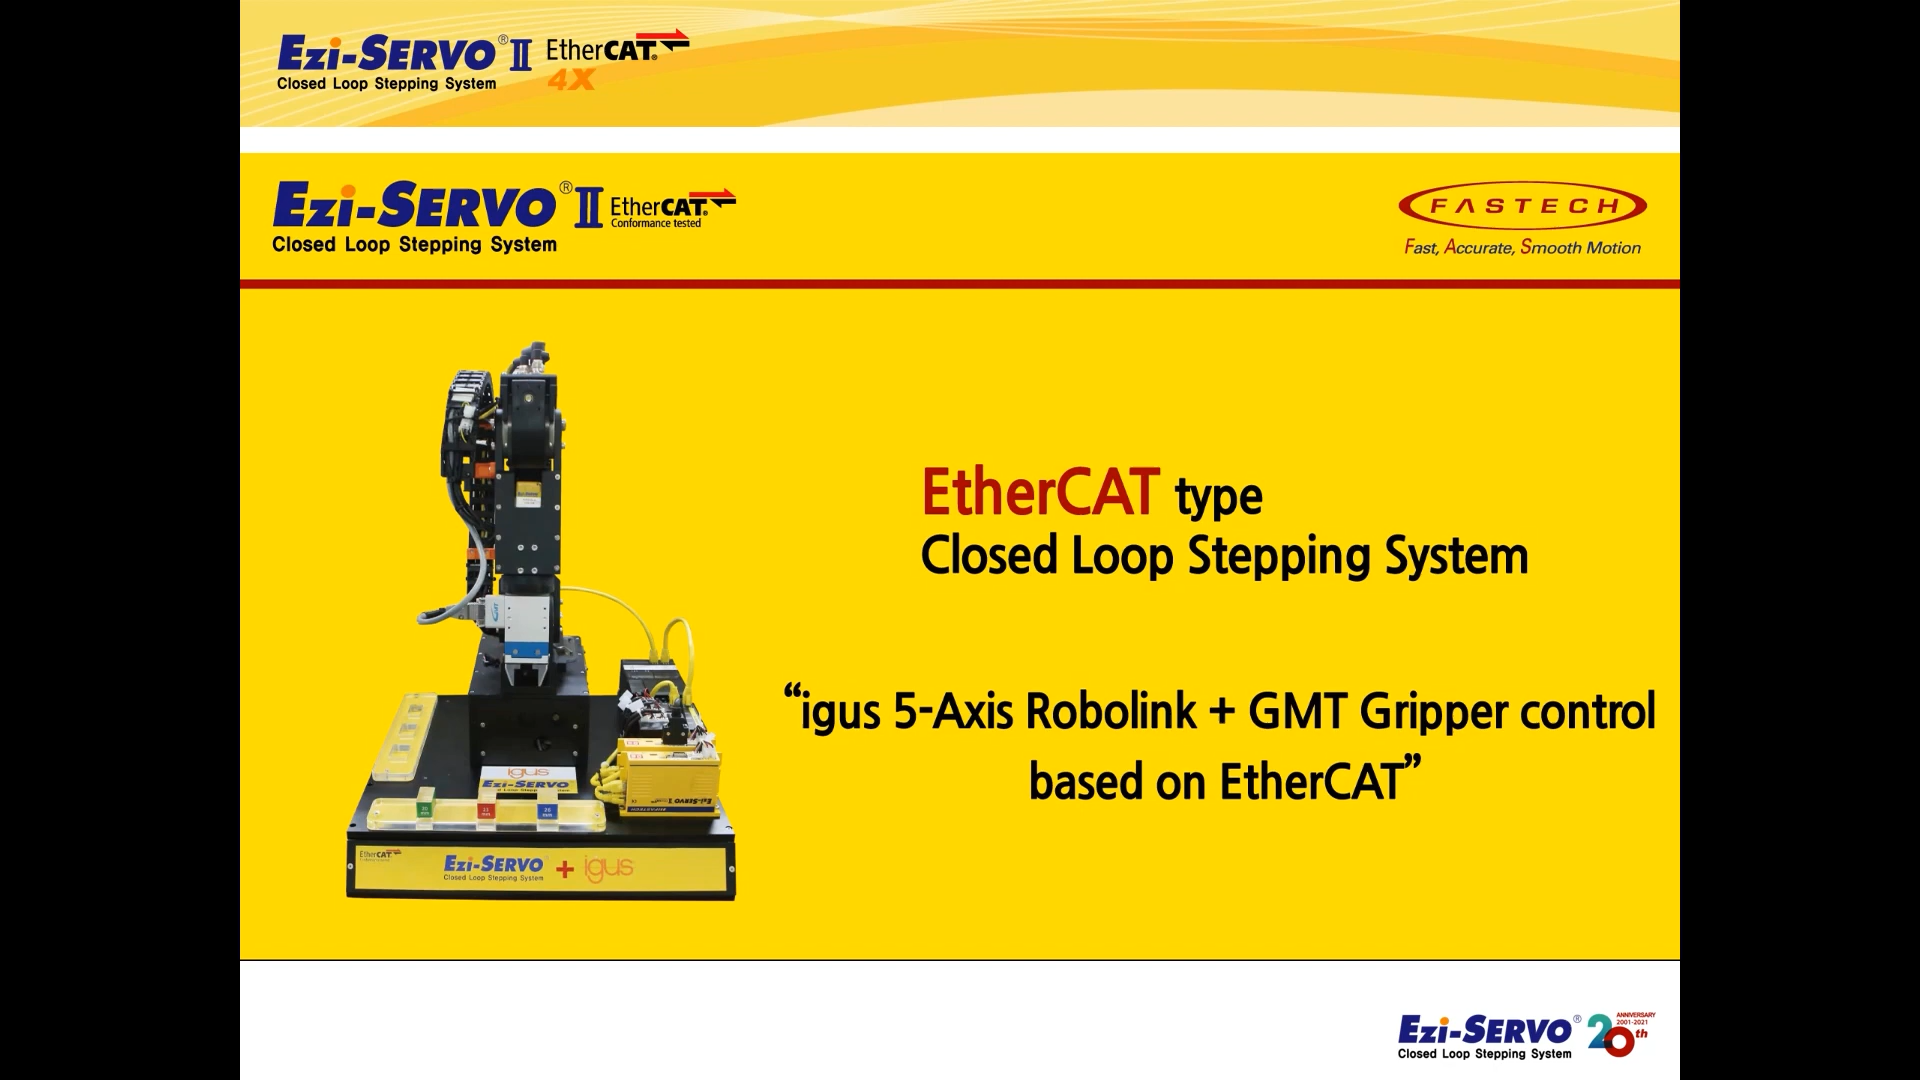 Ezi-SERVO® II EtherCAT®
Closed Loop Stepping System
4X
Ezi-SERVO® II EtherCAT®
Conformance tested
Closed Loop Stepping System
FASTECH
Fast, Accurate, Smooth Motion
EtherCAT type
Closed Loop Stepping System
“igus 5-Axis Robolink + GMT Gripper control
based on EtherCAT”
igus
Ezi-SERVO
EtherCAT
Ezi-SERVO + igus
Closed Loop Stepping System
Ezi-SERVO® 20th
ANNIVERSARY
2001-2021
Closed Loop Stepping System